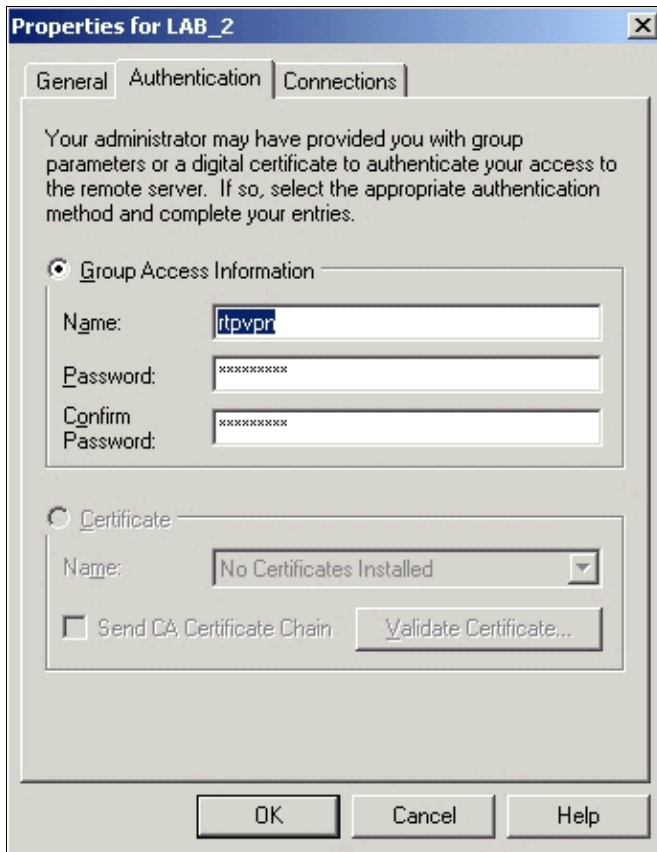 Properties for LAB_2
General
Authentication
Connections
Your administrator may have provided you with group
parameters or a digital certificate to authenticate your access to
the remote server. If so, select the appropriate authentication
method and complete your entries.
Group Access Information
Name:
rtpvpn
Password:
*********
Confirm
Password:
*********
Certificate
Name:
No Certificates Installed
Send CA Certificate Chain
Validate Certificate...
OK
Cancel
Help